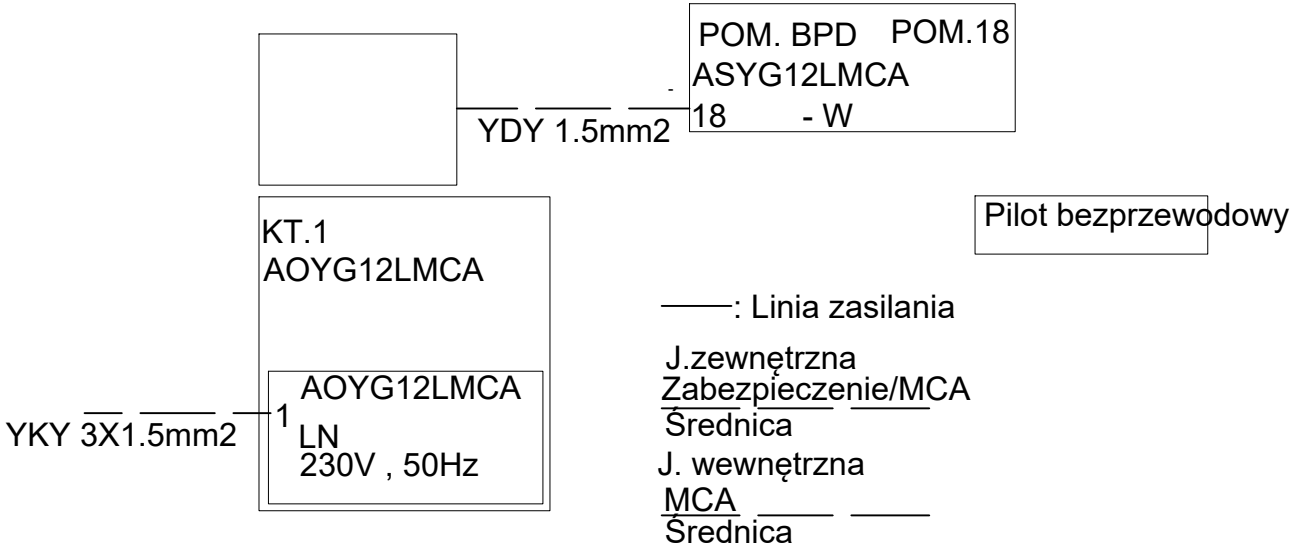 POM. BPD POM.18
ASYG12LMCA
-
18 - W
YDY 1.5mm2
Pilot bezprzewodowy
KT.1
AOYG12LMCA
: Linia zasilania
J.zewnętrzna
Zabezpieczenie/MCA
Średnica
J. wewnętrzna
MCA
Średnica
AOYG12LMCA
1
LN
230V , 50Hz
YKY 3X1.5mm2